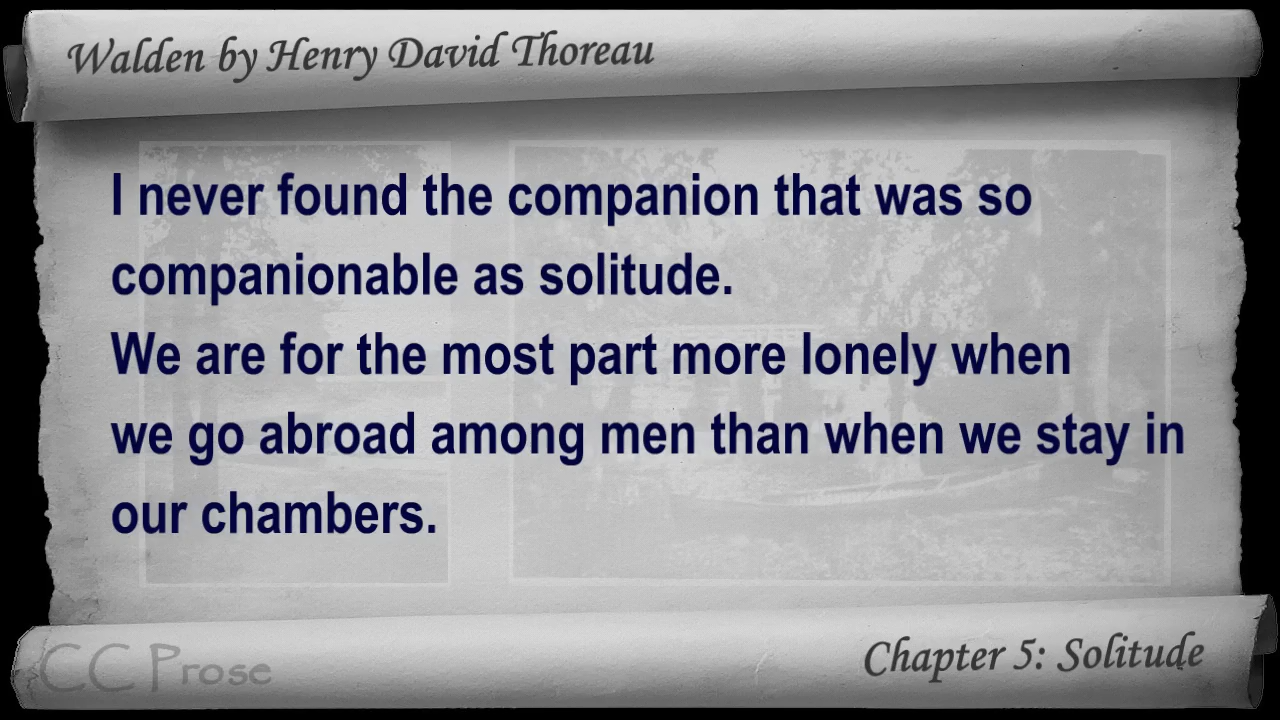 Walden by Henry David Thoreau
I never found the companion that was so
companionable as solitude.
We are for the most part more lonely when
we go abroad among men than when we stay in
our chambers.
CC Prose
Chapter 5: Solitude